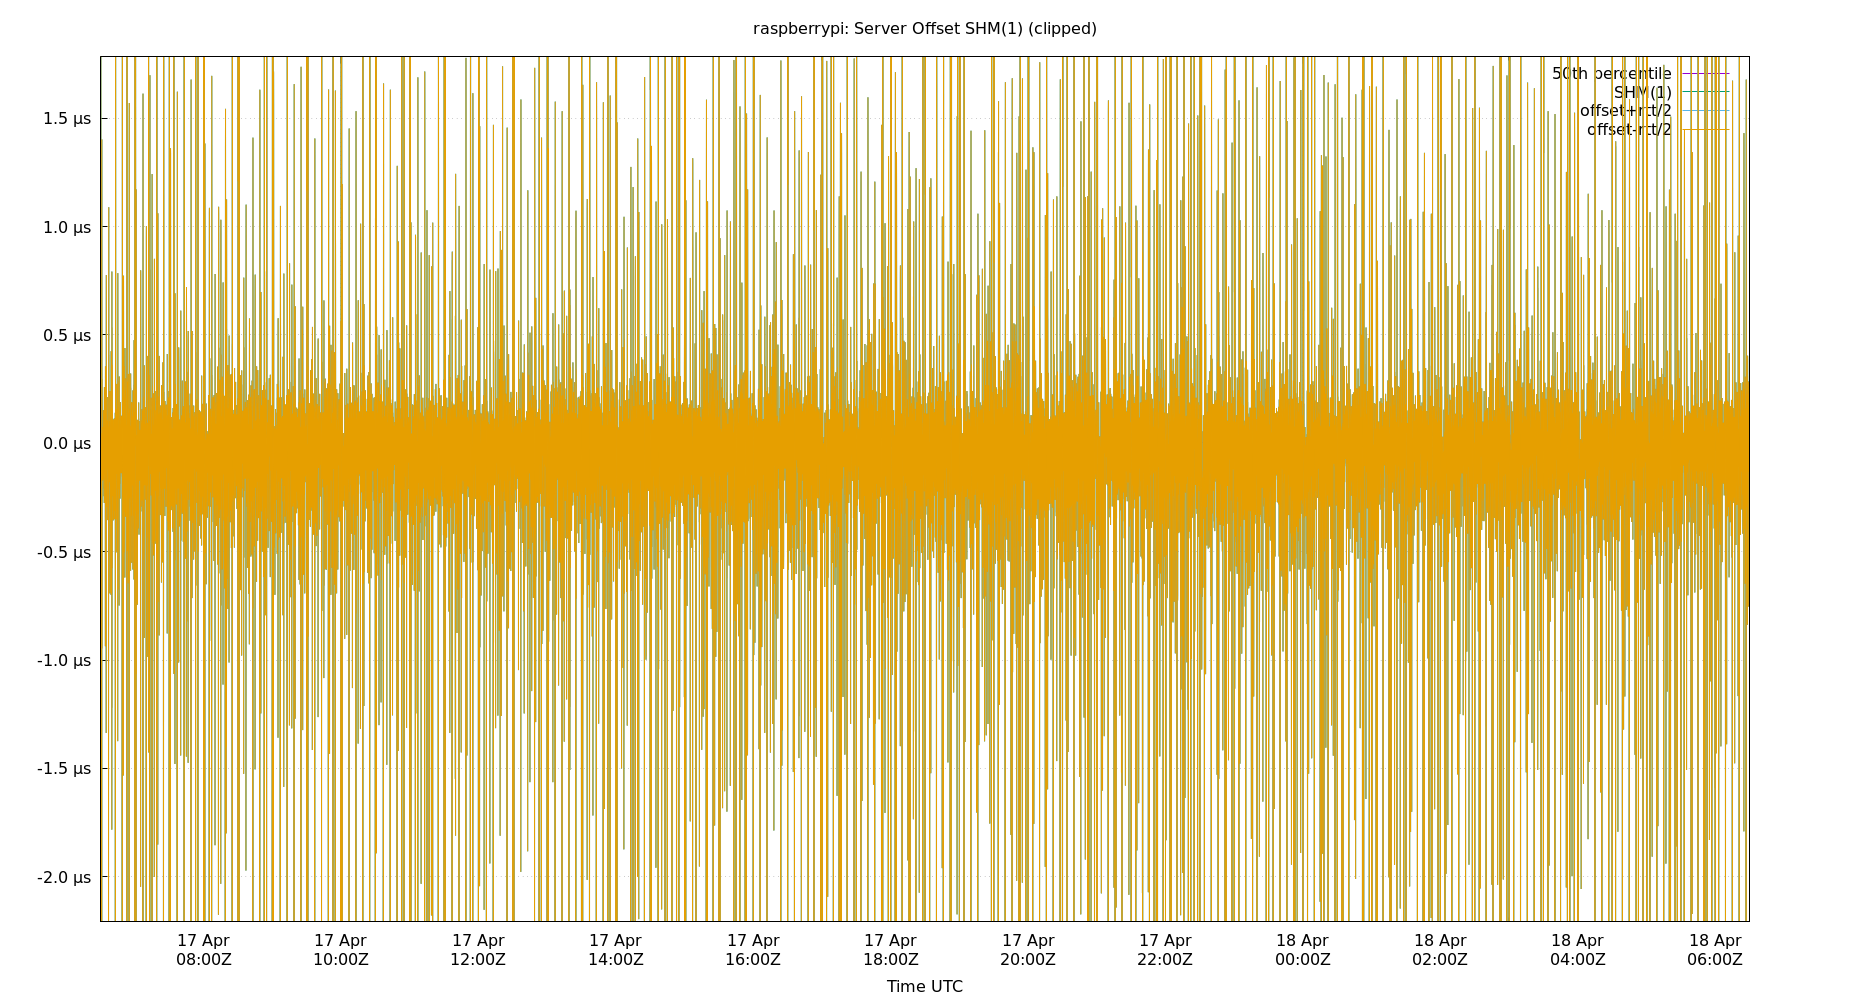 raspberrypi: Server Offset SHM(1) (clipped)
50th percentile
SHM(1)
offset+rtt/2
offset-rtt/2
1.5 µs
1.0 µs
0.5 µs
0.0 µs
-0.5 µs
-1.0 µs
-1.5 µs
-2.0 µs
17 Apr 17 Apr 17 Apr 17 Apr 17 Apr 17 Apr 17 Apr 17 Apr 18 Apr 18 Apr 18 Apr 18 Apr
08:00Z 10:00Z 12:00Z 14:00Z 16:00Z 18:00Z 20:00Z 22:00Z 00:00Z 02:00Z 04:00Z 06:00Z
Time UTC